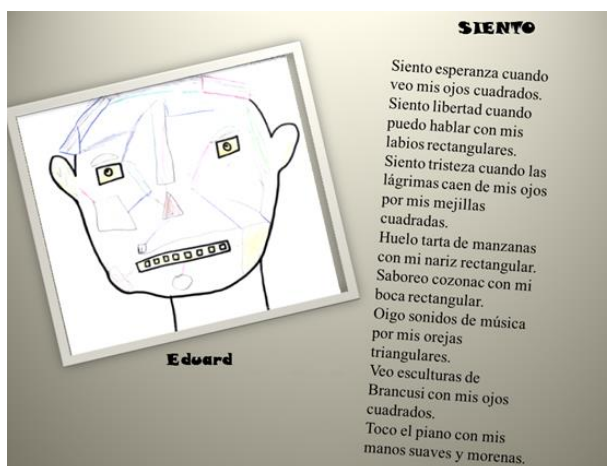 SIENTO
Siento esperanza cuando
veo mis ojos cuadrados.
Siento libertad cuando
puedo hablar con mis
labios rectangulares.
Siento tristeza cuando las
lágrimas caen de mis ojos
por mis mejillas
cuadradas.
Huelo tarta de manzanas
con mi nariz rectangular.
Saboreo cozonac con mi
boca rectangular.
Oigo sonidos de música
por mis orejas
triangulares.
Veo esculturas de
Brancusi con mis ojos
cuadrados.
Toco el piano con mis
manos suaves y morenas.
Eduard